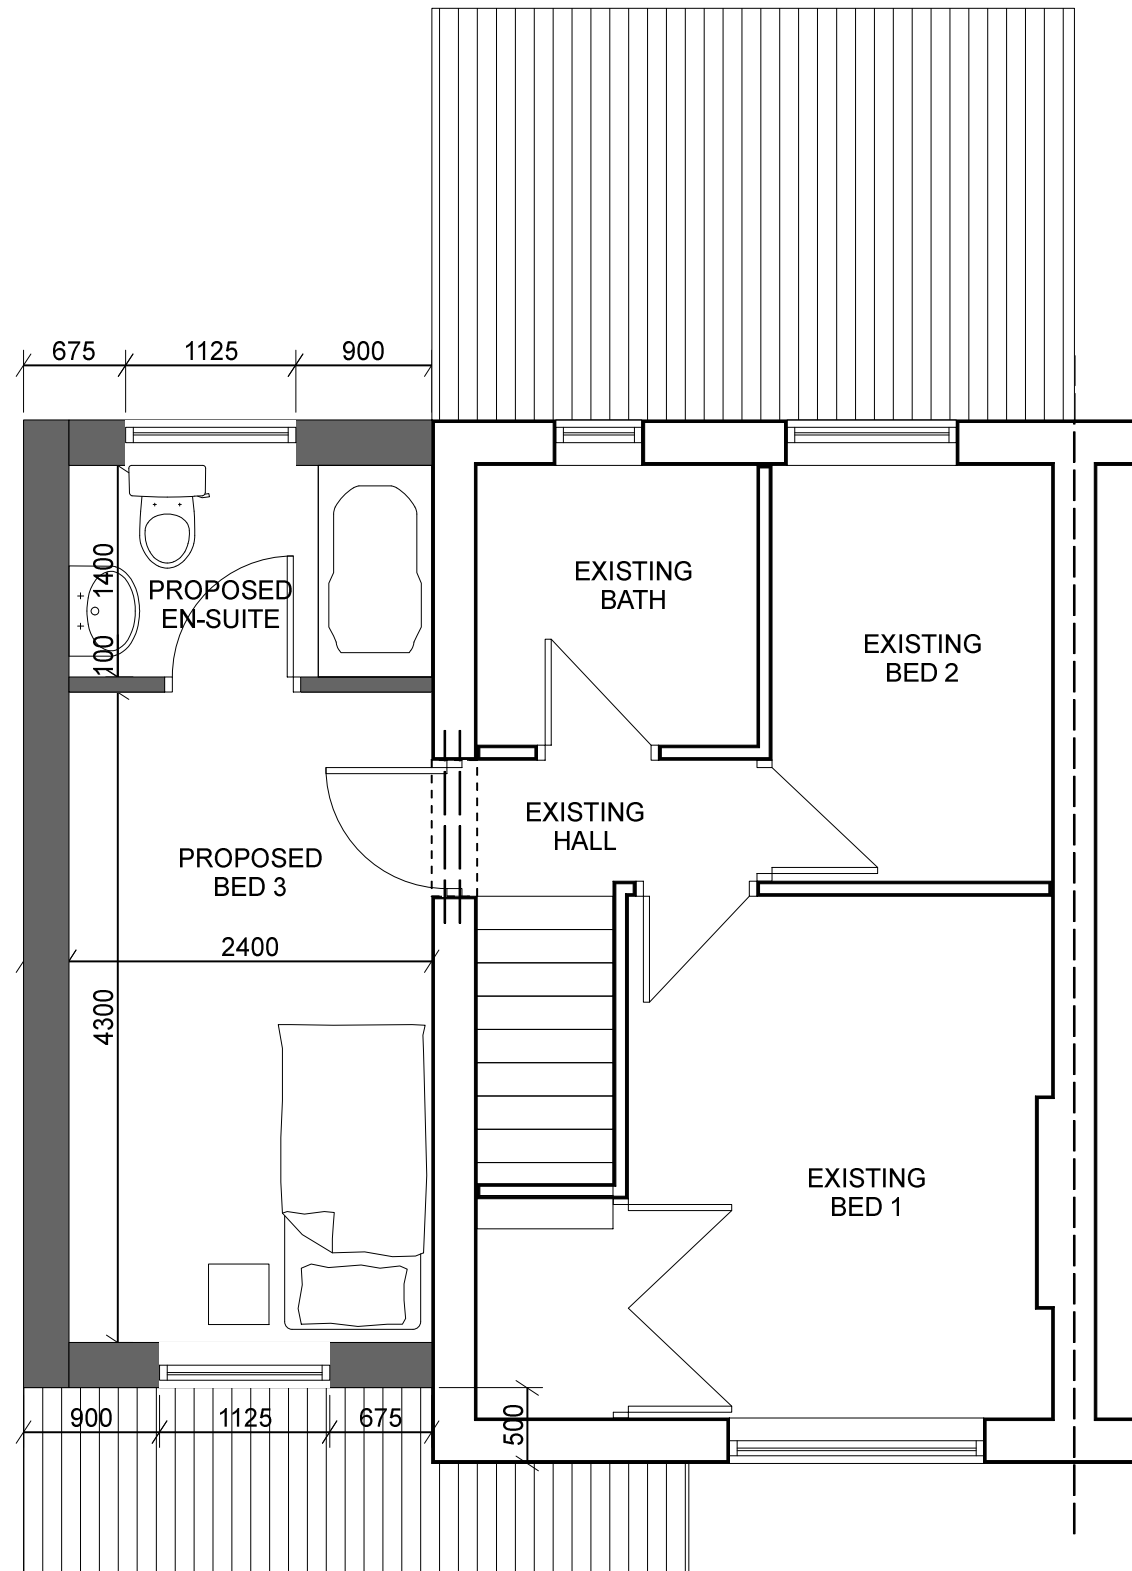 675 1125 900
1400
PROPOSED
EN-SUITE
100
EXISTING
BATH
EXISTING
BED 2
EXISTING
HALL
PROPOSED
BED 3
2400
4300
EXISTING
BED 1
900 1125 675
500